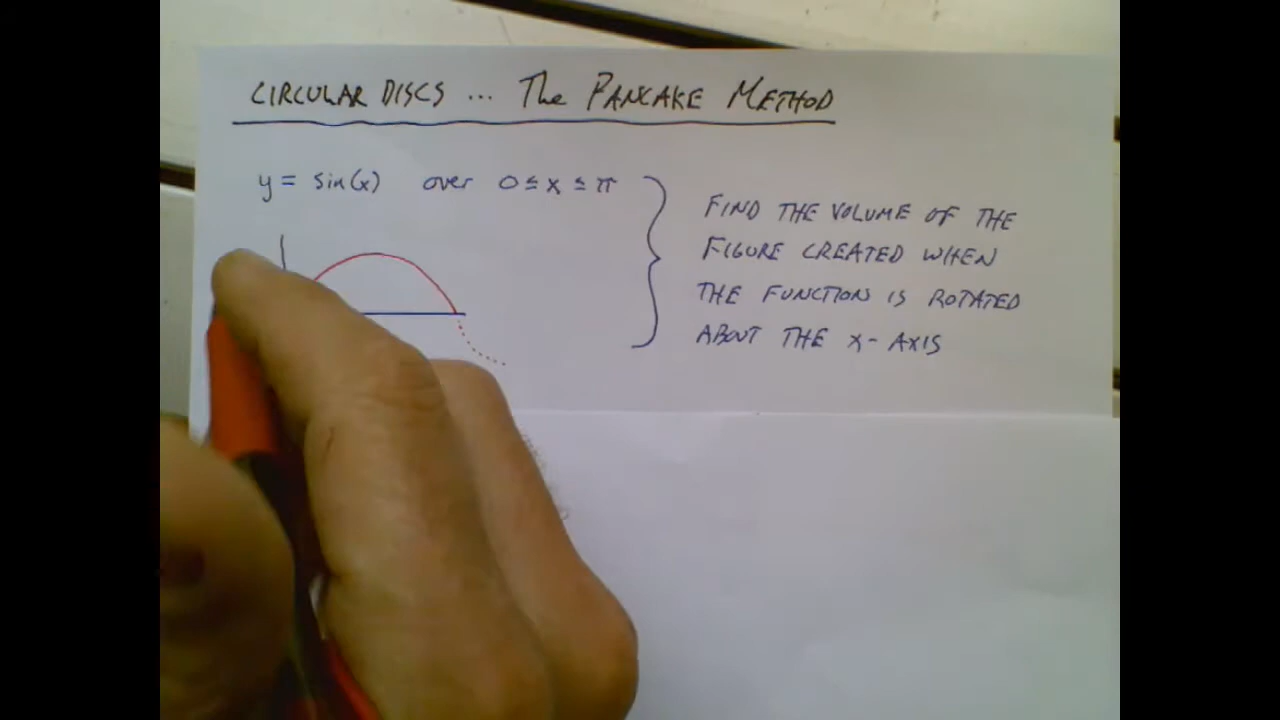 CIRCULAR DISCS ... The PANCAKE METHOD
y = sin(x) over 0 ≤ x ≤ π
FIND THE VOLUME OF THE
FIGURE CREATED WHEN
THE FUNCTION IS ROTATED
ABOUT THE X-AXIS